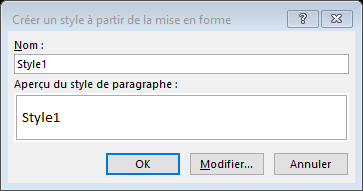 Créer un style à partir de la mise en forme ? X
Nom :
Style1
Aperçu du style de paragraphe :
Style1
OK Modifier... Annuler